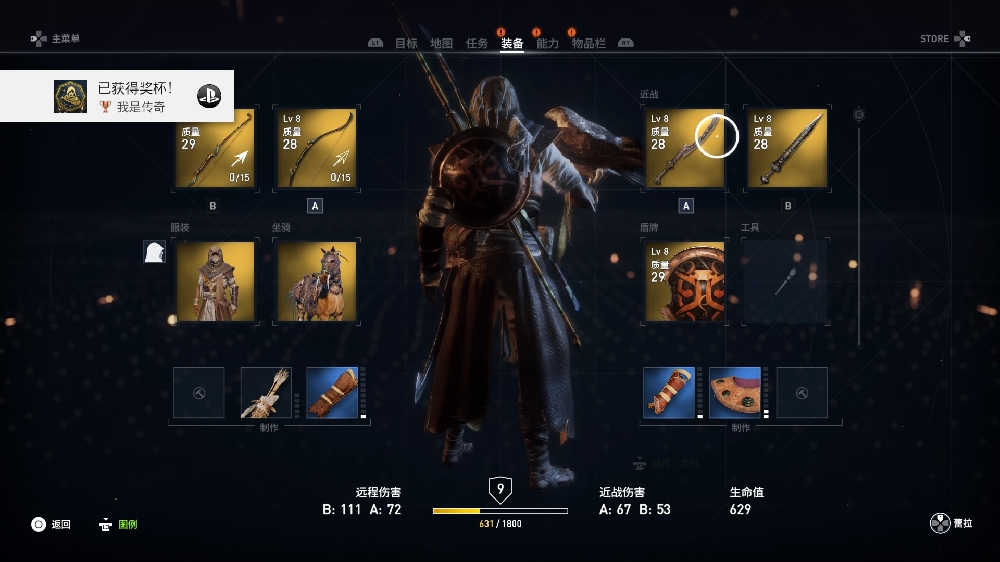 主菜单
L1 目标 地图 任务 装备 能力 物品栏 R1
STORE
已获得奖杯！
我是传奇
近战
质量
29
0/15
Lv 8
质量
28
0/15
Lv 8
质量
28
Lv 8
质量
28
B
A
A
B
服装
坐骑
盾牌
工具
Lv 8
质量
29
制作
制作
远程伤害
B: 111 A: 72
9
631 / 1800
近战伤害
A: 67 B: 53
生命值
629
返回
图例
蕾拉